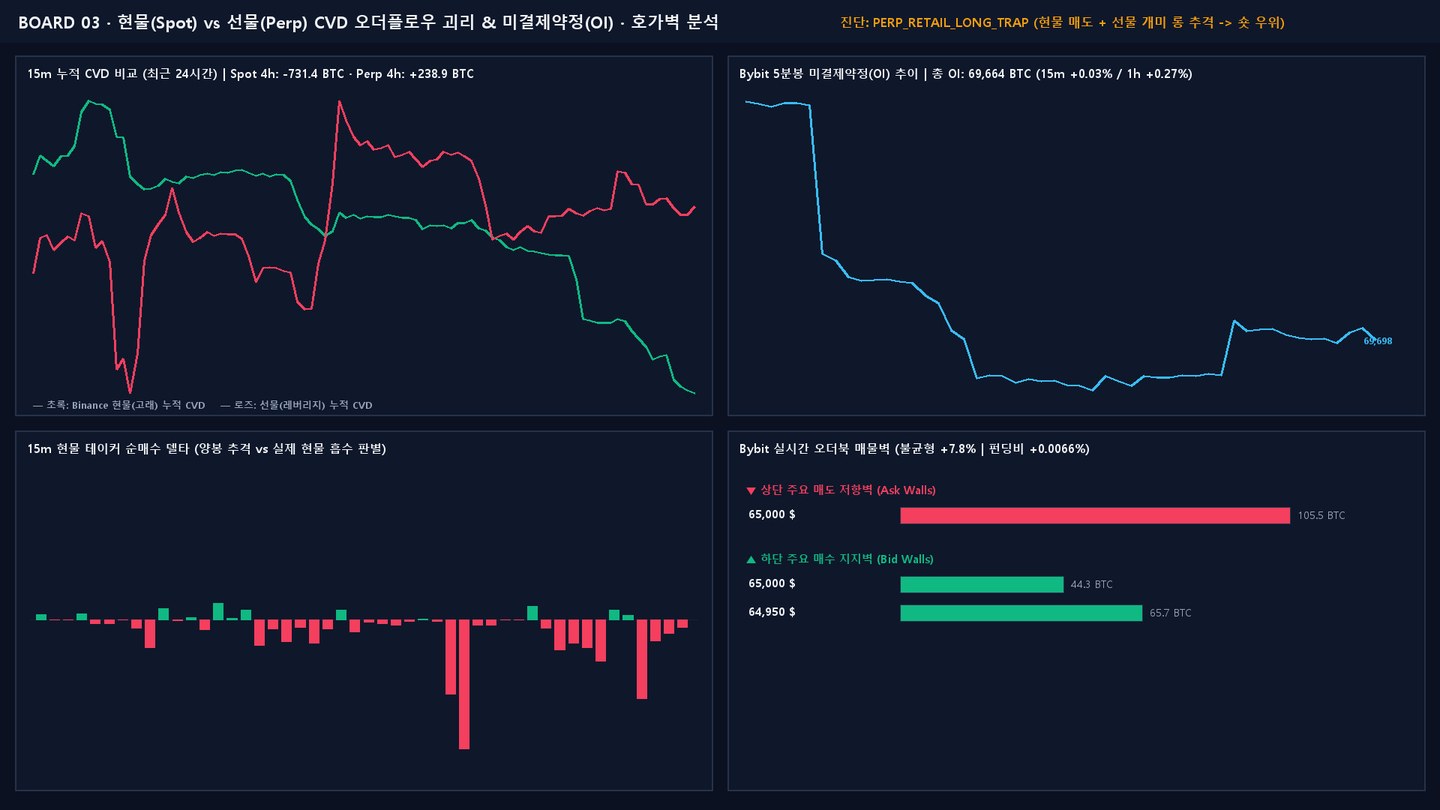 BOARD 03 · 현물(Spot) vs 선물(Perp) CVD 오더플로우 괴리 & 미결제약정(OI) · 호가벽 분석
진단: PERP_RETAIL_LONG_TRAP (현물 매도 + 선물 개미 롱 추격 -> 숏 우위)
15m 누적 CVD 비교 (최근 24시간) | Spot 4h: -731.4 BTC · Perp 4h: +238.9 BTC
— 초록: Binance 현물(고래) 누적 CVD — 로즈: 선물(레버리지) 누적 CVD
Bybit 5분봉 미결제약정(OI) 추이 | 총 OI: 69,664 BTC (15m +0.03% / 1h +0.27%)
69,698
15m 현물 테이커 순매수 델타 (양봉 추격 vs 실제 현물 흡수 판별)
Bybit 실시간 오더북 매물벽 (불균형 +7.8% | 펀딩비 +0.0066%)
▼ 상단 주요 매도 저항벽 (Ask Walls)
65,000 $ 105.5 BTC
▲ 하단 주요 매수 지지벽 (Bid Walls)
65,000 $ 44.3 BTC
64,950 $ 65.7 BTC